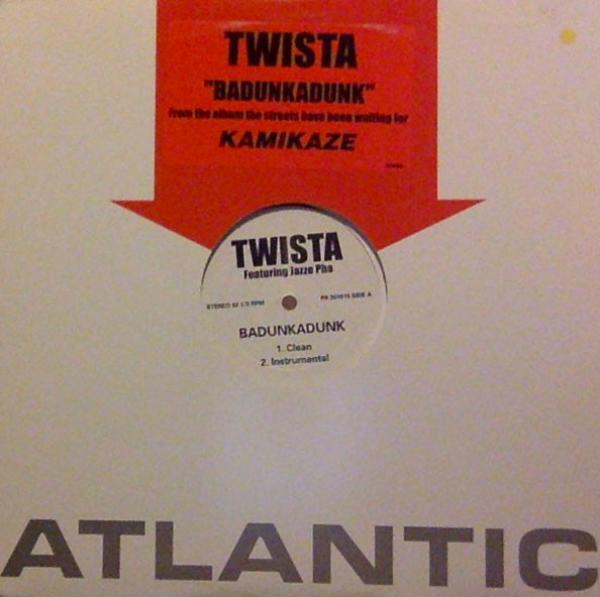 TWISTA
"BADUNKADUNK"
From the album the streets have been waiting for
KAMIKAZE
TWISTA
Featuring Jazze Pha
STEREO 33 1/3 RPM
SIDE A
BADUNKADUNK
1. Clean
2. Instrumental
ATLANTIC